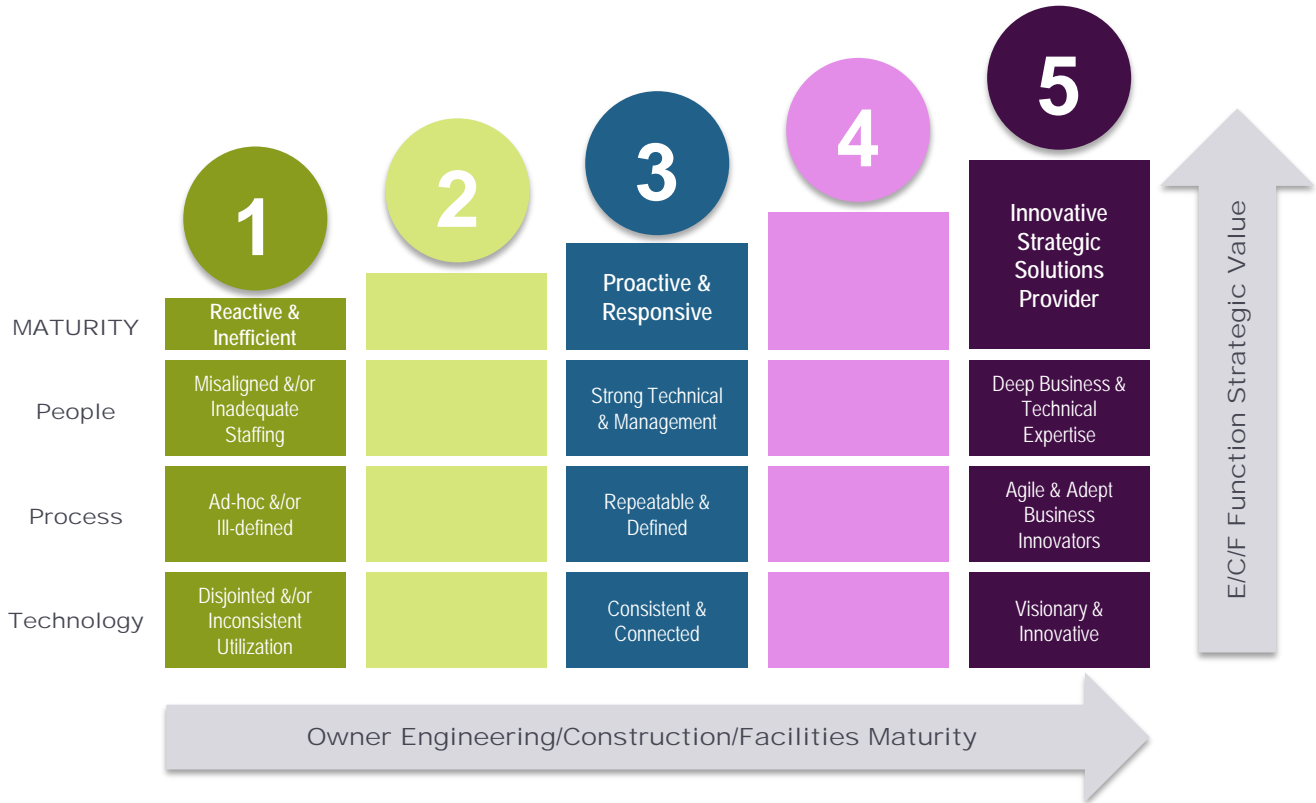 1
2
3
4
5
MATURITY
Reactive &
Inefficient
Proactive &
Responsive
Innovative
Strategic
Solutions
Provider
People
Misaligned &/or
Inadequate
Staffing
Strong Technical
& Management
Deep Business &
Technical
Expertise
Process
Ad-hoc &/or
Ill-defined
Repeatable &
Defined
Agile & Adept
Business
Innovators
Technology
Disjointed &/or
Inconsistent
Utilization
Consistent &
Connected
Visionary &
Innovative
E/C/F Function Strategic Value
Owner Engineering/Construction/Facilities Maturity